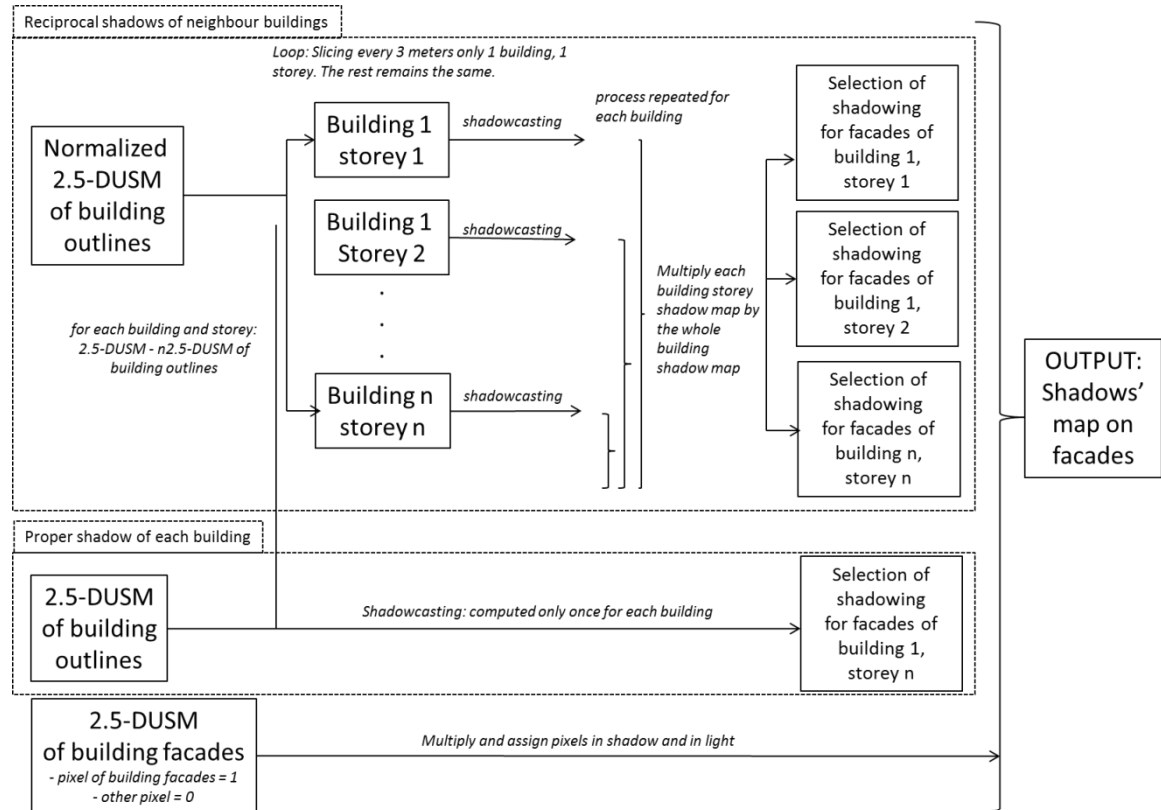 Reciprocal shadows of neighbour buildings
Loop: Slicing every 3 meters only 1 building, 1
storey. The rest remains the same.
Normalized
2.5-DUSM
of building
outlines
for each building and storey:
2.5-DUSM - n2.5-DUSM of
building outlines
Building 1
storey 1
shadowcasting
Building 1
Storey 2
shadowcasting
.
.
.
Building n
storey n
shadowcasting
process repeated for
each building
Multiply each
building storey
shadow map by
the whole
building
shadow map
Selection of
shadowing
for facades of
building 1,
storey 1
Selection of
shadowing
for facades of
building 1,
storey 2
Selection of
shadowing
for facades of
building n,
storey n
OUTPUT:
Shadows’
map on
facades
Proper shadow of each building
2.5-DUSM
of building
outlines
Shadowcasting: computed only once for each building
Selection of
shadowing
for facades of
building 1,
storey n
2.5-DUSM
of building facades
- pixel of building facades = 1
- other pixel = 0
Multiply and assign pixels in shadow and in light